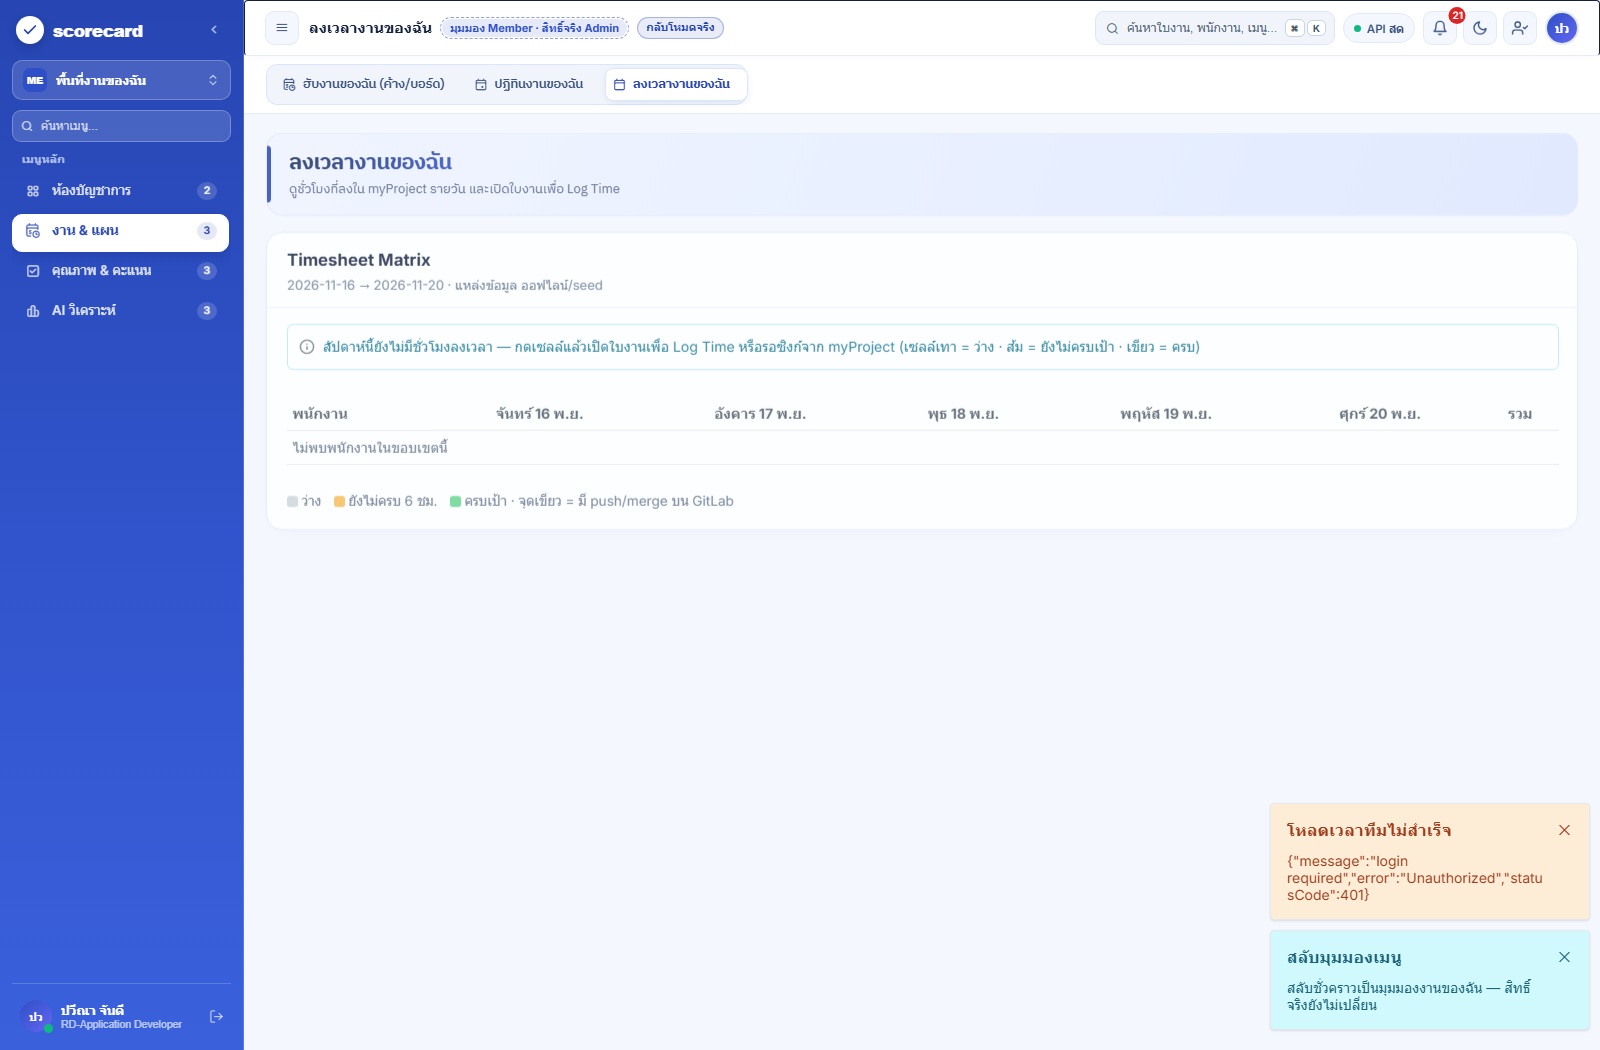 scorecard
ME พื้นที่งานของฉัน
ค้นหาเมนู...
เมนูหลัก
ห้องบัญชาการ 2
งาน & แผน 3
คุณภาพ & คะแนน 3
AI วิเคราะห์ 3
ปว ปวีณา จันดี
RD-Application Developer
ลงเวลางานของฉัน มุมมอง Member · สิทธิ์จริง Admin กลับโหมดจริง
ค้นหาใบงาน, พนักงาน, เมนู... ⌘ K API สด 21 ปว
ฮับงานของฉัน (ค้าง/บอร์ด) ปฏิทินงานของฉัน ลงเวลางานของฉัน
ลงเวลางานของฉัน
ดูชั่วโมงที่ลงใน myProject รายวัน และเปิดใบงานเพื่อ Log Time
Timesheet Matrix
2026-11-16 → 2026-11-20 · แหล่งข้อมูล ออฟไลน์/seed
สัปดาห์นี้ยังไม่มีชั่วโมงลงเวลา — กดเซลล์แล้วเปิดใบงานเพื่อ Log Time หรือรอซิงก์จาก myProject (เซลล์เทา = ว่าง · ส้ม = ยังไม่ครบเป้า · เขียว = ครบ)
พนักงาน จันทร์ 16 พ.ย. อังคาร 17 พ.ย. พุธ 18 พ.ย. พฤหัส 19 พ.ย. ศุกร์ 20 พ.ย. รวม
ไม่พบพนักงานในขอบเขตนี้
ว่าง ยังไม่ครบ 6 ชม. ครบเป้า · จุดเขียว = มี push/merge บน GitLab
โหลดเวลาทีมไม่สำเร็จ
{"message":"login
required","error":"Unauthorized","statu
sCode":401}
สลับมุมมองเมนู
สลับชั่วคราวเป็นมุมมองงานของฉัน — สิทธิ์
จริงยังไม่เปลี่ยน